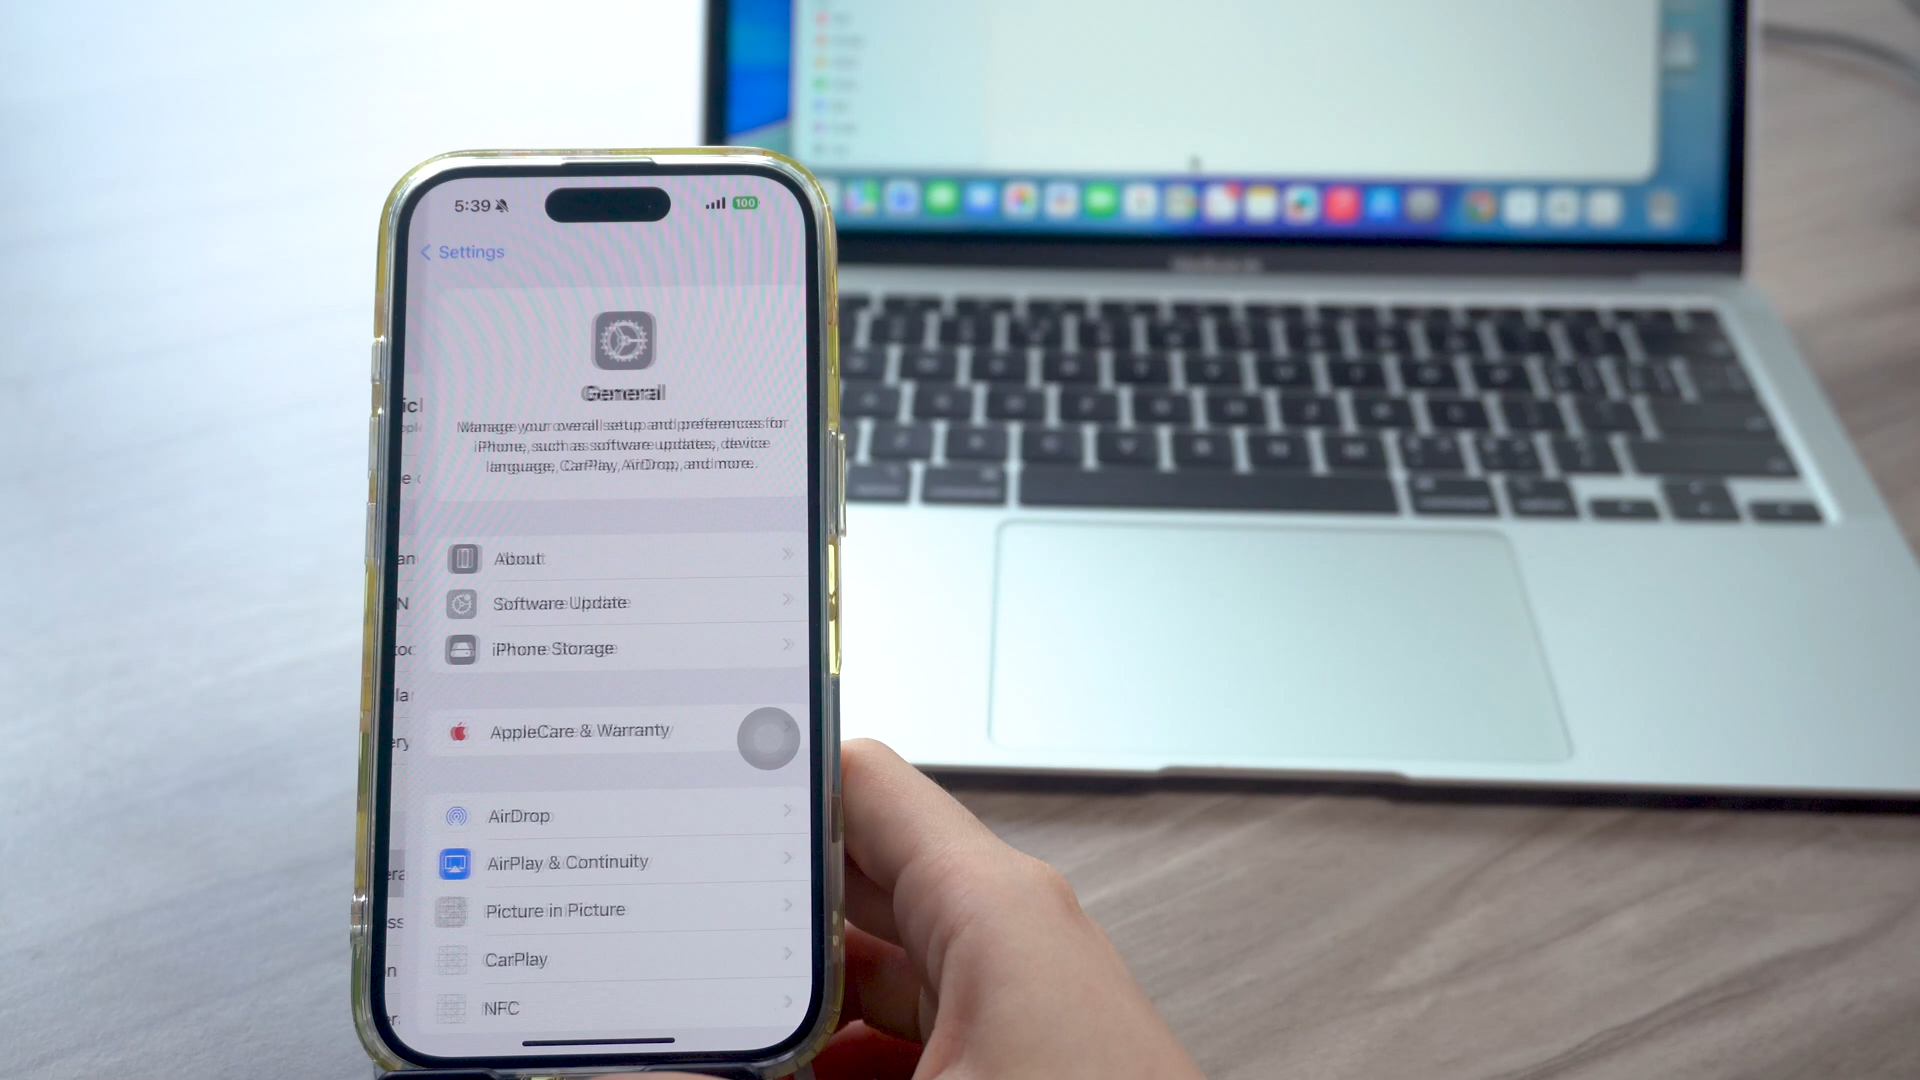 5:39
100
Settings
General
Manage your overall setup and preferences for
iPhone, such as software updates, device
language, CarPlay, AirDrop, and more.
About
Software Update
iPhone Storage
AppleCare & Warranty
AirDrop
AirPlay & Continuity
Picture in Picture
CarPlay
NFC